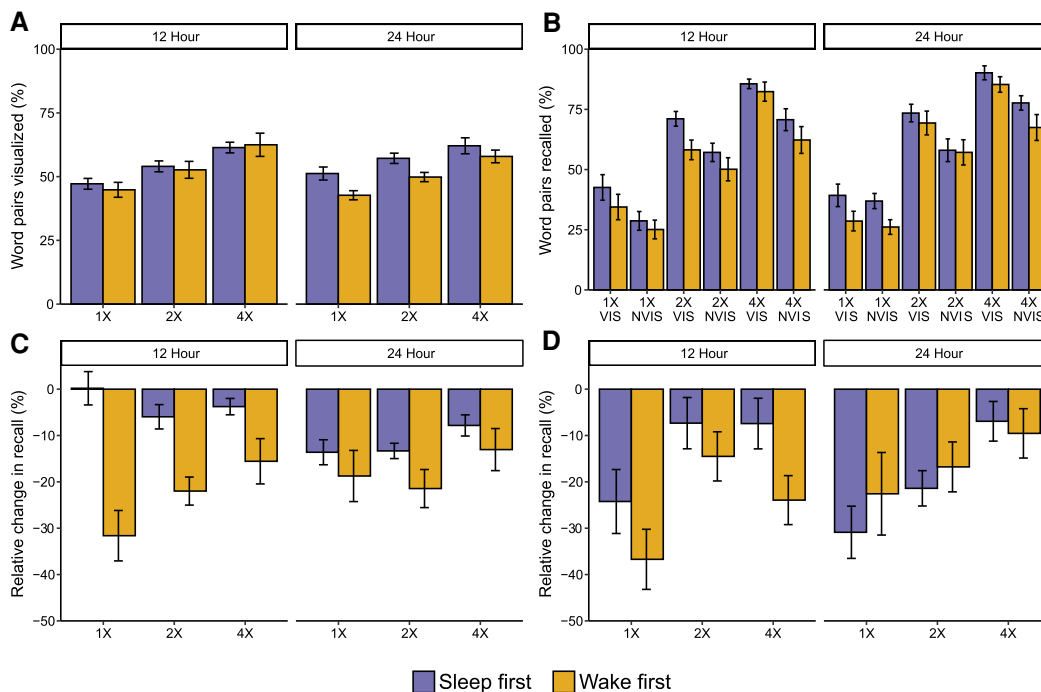 A
12 Hour
24 Hour
Word pairs visualized (%)
100
75
50
25
0
1X
2X
4X
1X
2X
4X
B
12 Hour
24 Hour
Word pairs recalled (%)
100
75
50
25
0
1X 1X 2X 2X 4X 4X
VIS NVIS VIS NVIS VIS NVIS
1X 1X 2X 2X 4X 4X
VIS NVIS VIS NVIS VIS NVIS
C
12 Hour
24 Hour
Relative change in recall (%)
0
−10
−20
−30
−40
−50
1X
2X
4X
1X
2X
4X
D
12 Hour
24 Hour
Relative change in recall (%)
0
−10
−20
−30
−40
−50
1X
2X
4X
1X
2X
4X
Sleep first
Wake first